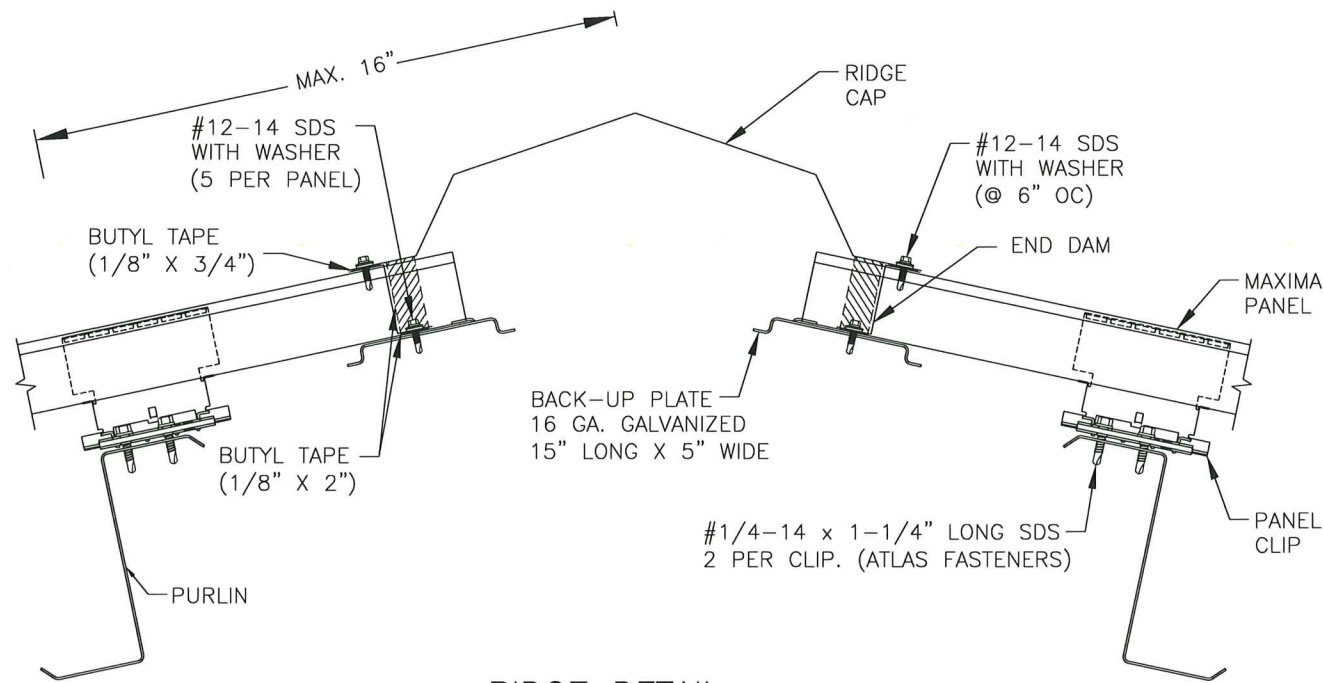 MAX. 16"
RIDGE
CAP
#12-14 SDS
WITH WASHER
(5 PER PANEL)
#12-14 SDS
WITH WASHER
(@ 6" OC)
BUTYL TAPE
(1/8" X 3/4")
END DAM
MAXIMA
PANEL
BACK-UP PLATE
16 GA. GALVANIZED
15" LONG X 5" WIDE
BUTYL TAPE
(1/8" X 2")
#1/4-14 x 1-1/4" LONG SDS
2 PER CLIP. (ATLAS FASTENERS)
PANEL
CLIP
PURLIN
RIDGE DETAIL